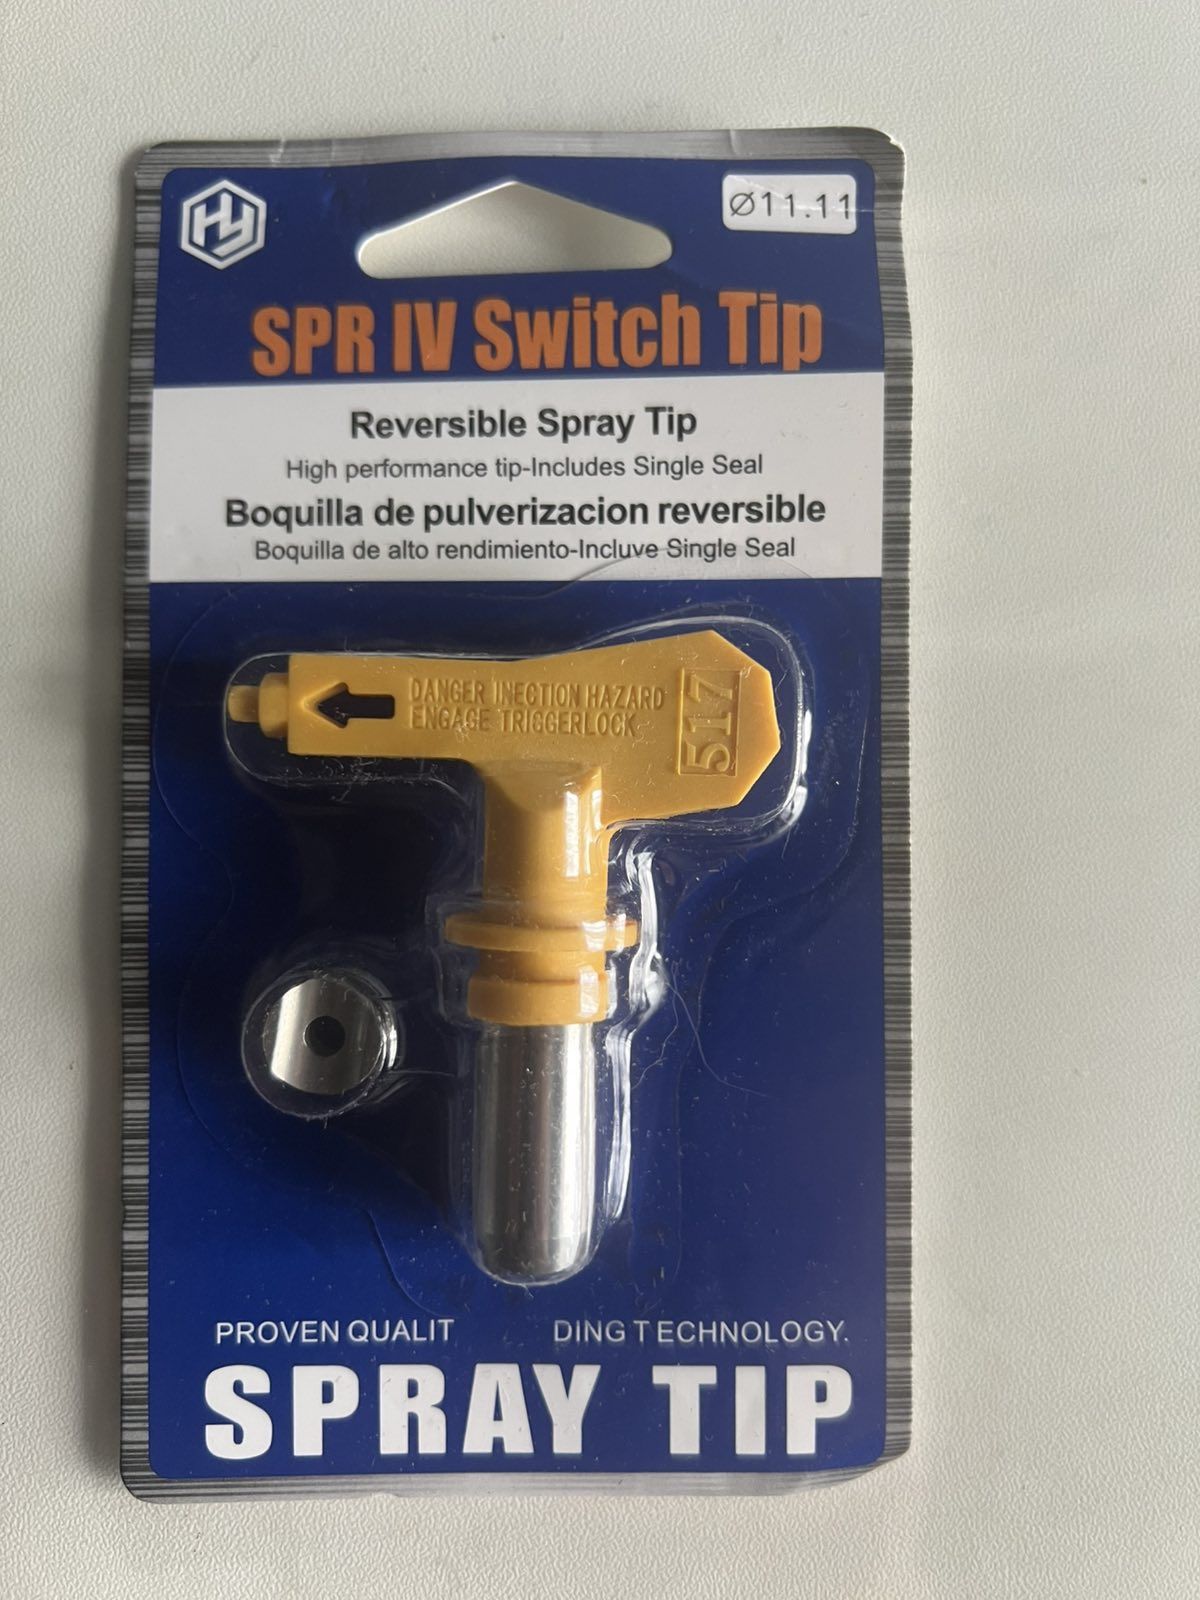 HY
Ø11.11
SPR IV Switch Tip
Reversible Spray Tip
High performance tip-Includes Single Seal
Boquilla de pulverizacion reversible
Boquilla de alto rendimiento-Incluve Single Seal
DANGER INECTION HAZARD
ENGAGE TRIGGERLOCK
517
PROVEN QUALIT DING TECHNOLOGY.
SPRAY TIP